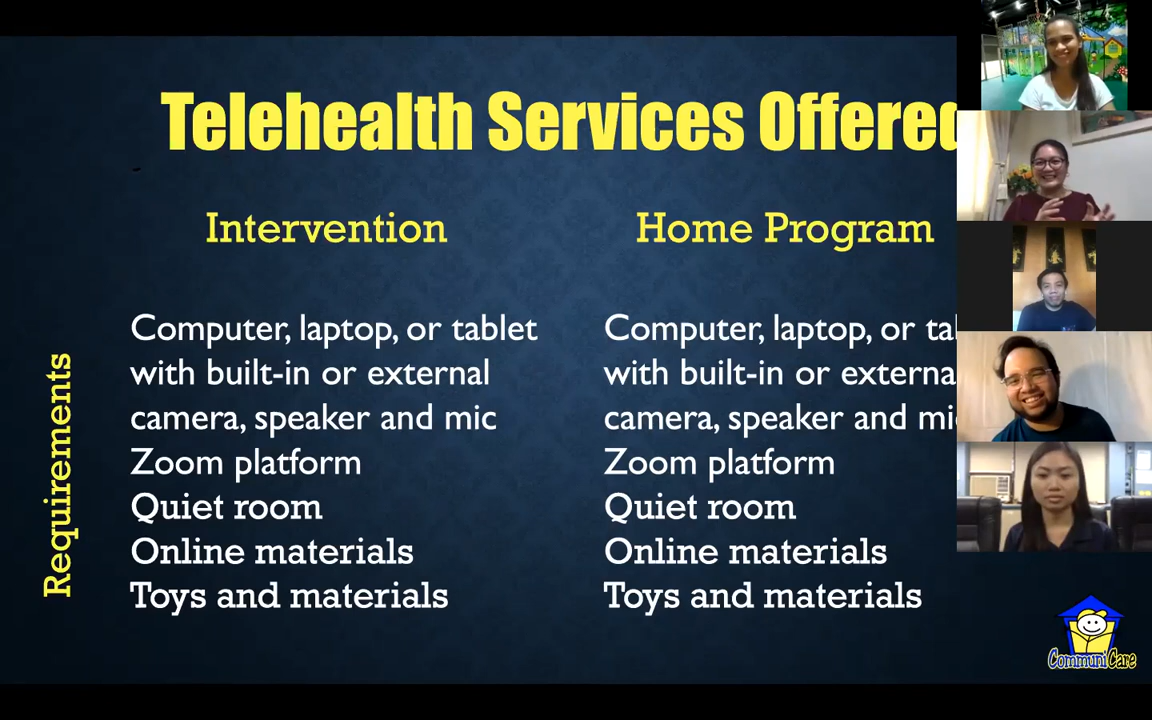 Telehealth Services Offered
Intervention
Home Program
Requirements
Computer, laptop, or tablet
with built-in or external
camera, speaker and mic
Zoom platform
Quiet room
Online materials
Toys and materials
Computer, laptop, or tab
with built-in or externa
camera, speaker and mic
Zoom platform
Quiet room
Online materials
Toys and materials
CommuniCare